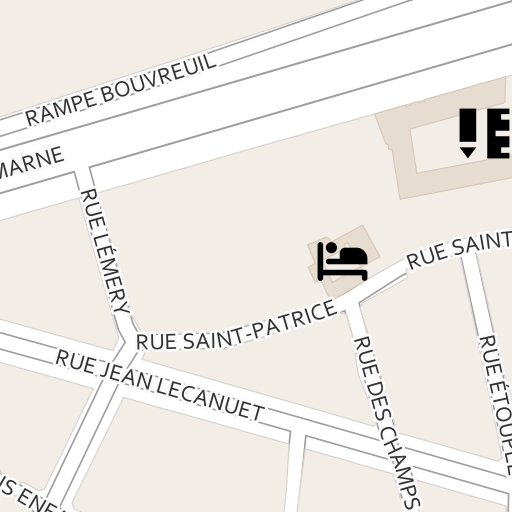 RAMPE BOUVREUIL
MARNE
RUE LÉMERY
RUE SAINT
RUE SAINT-PATRICE
RUE JEAN LECANUET
RUE DES CHAMPS
RUE ÉTOUPÉE